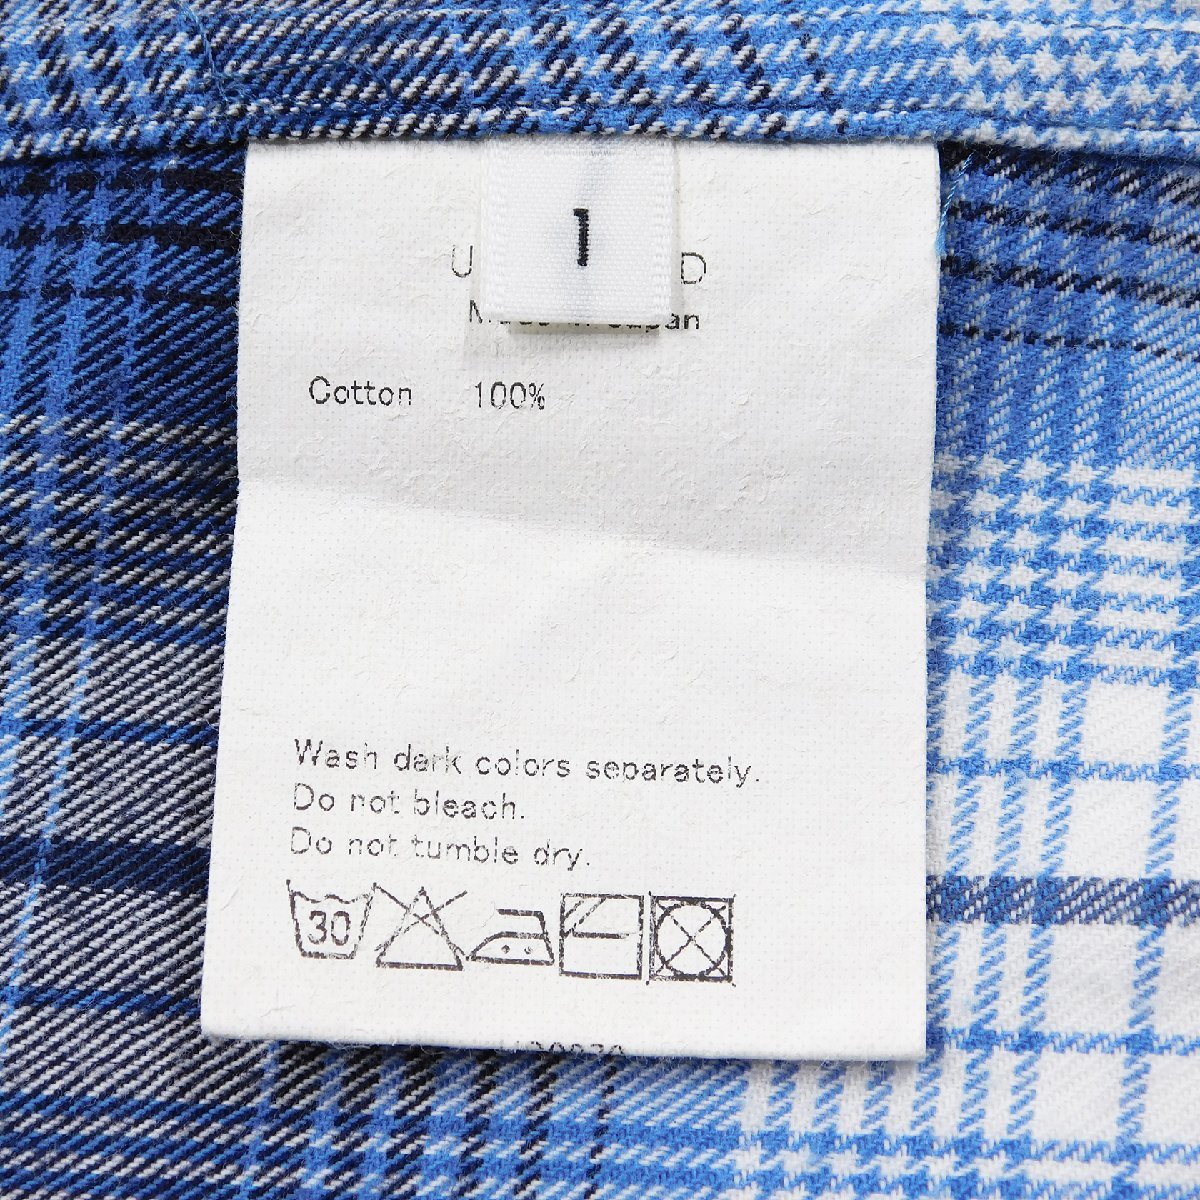 1
Cotton 100%
Wash dark colors separately.
Do not bleach.
Do not tumble dry.
30